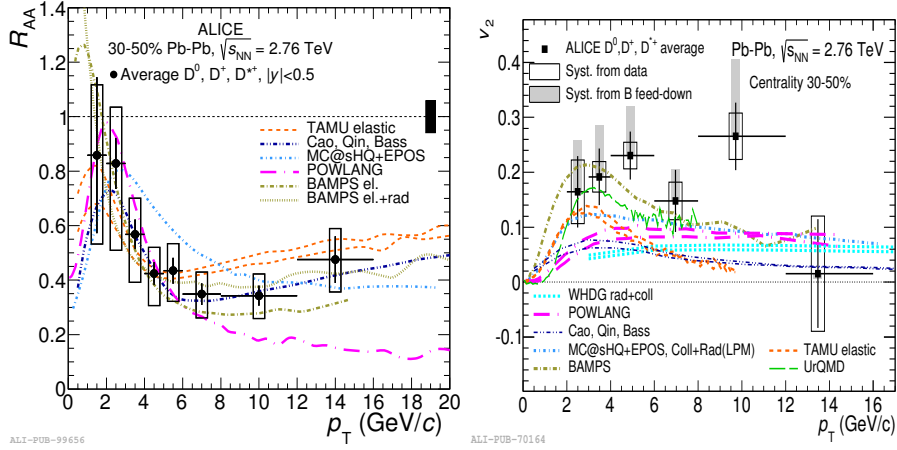 ALICE
30-50% Pb-Pb, √sNN = 2.76 TeV
Average D0, D+, D*+, |y|<0.5
TAMU elastic
Cao, Qin, Bass
MC@sHQ+EPOS
POWLANG
BAMPS el.
BAMPS el.+rad
RAA
1.4
1.2
1
0.8
0.6
0.4
0.2
0
0 2 4 6 8 10 12 14 16 18 20
pT (GeV/c)
ALI-PUB-99656
v2
0.4
0.3
0.2
0.1
0
-0.1
ALICE D0,D+, D*+ average
Syst. from data
Syst. from B feed-down
Pb-Pb, √sNN = 2.76 TeV
Centrality 30-50%
WHDG rad+coll
POWLANG
Cao, Qin, Bass
MC@sHQ+EPOS, Coll+Rad(LPM)
BAMPS
TAMU elastic
UrQMD
0 2 4 6 8 10 12 14 16
pT (GeV/c)
ALI-PUB-70164